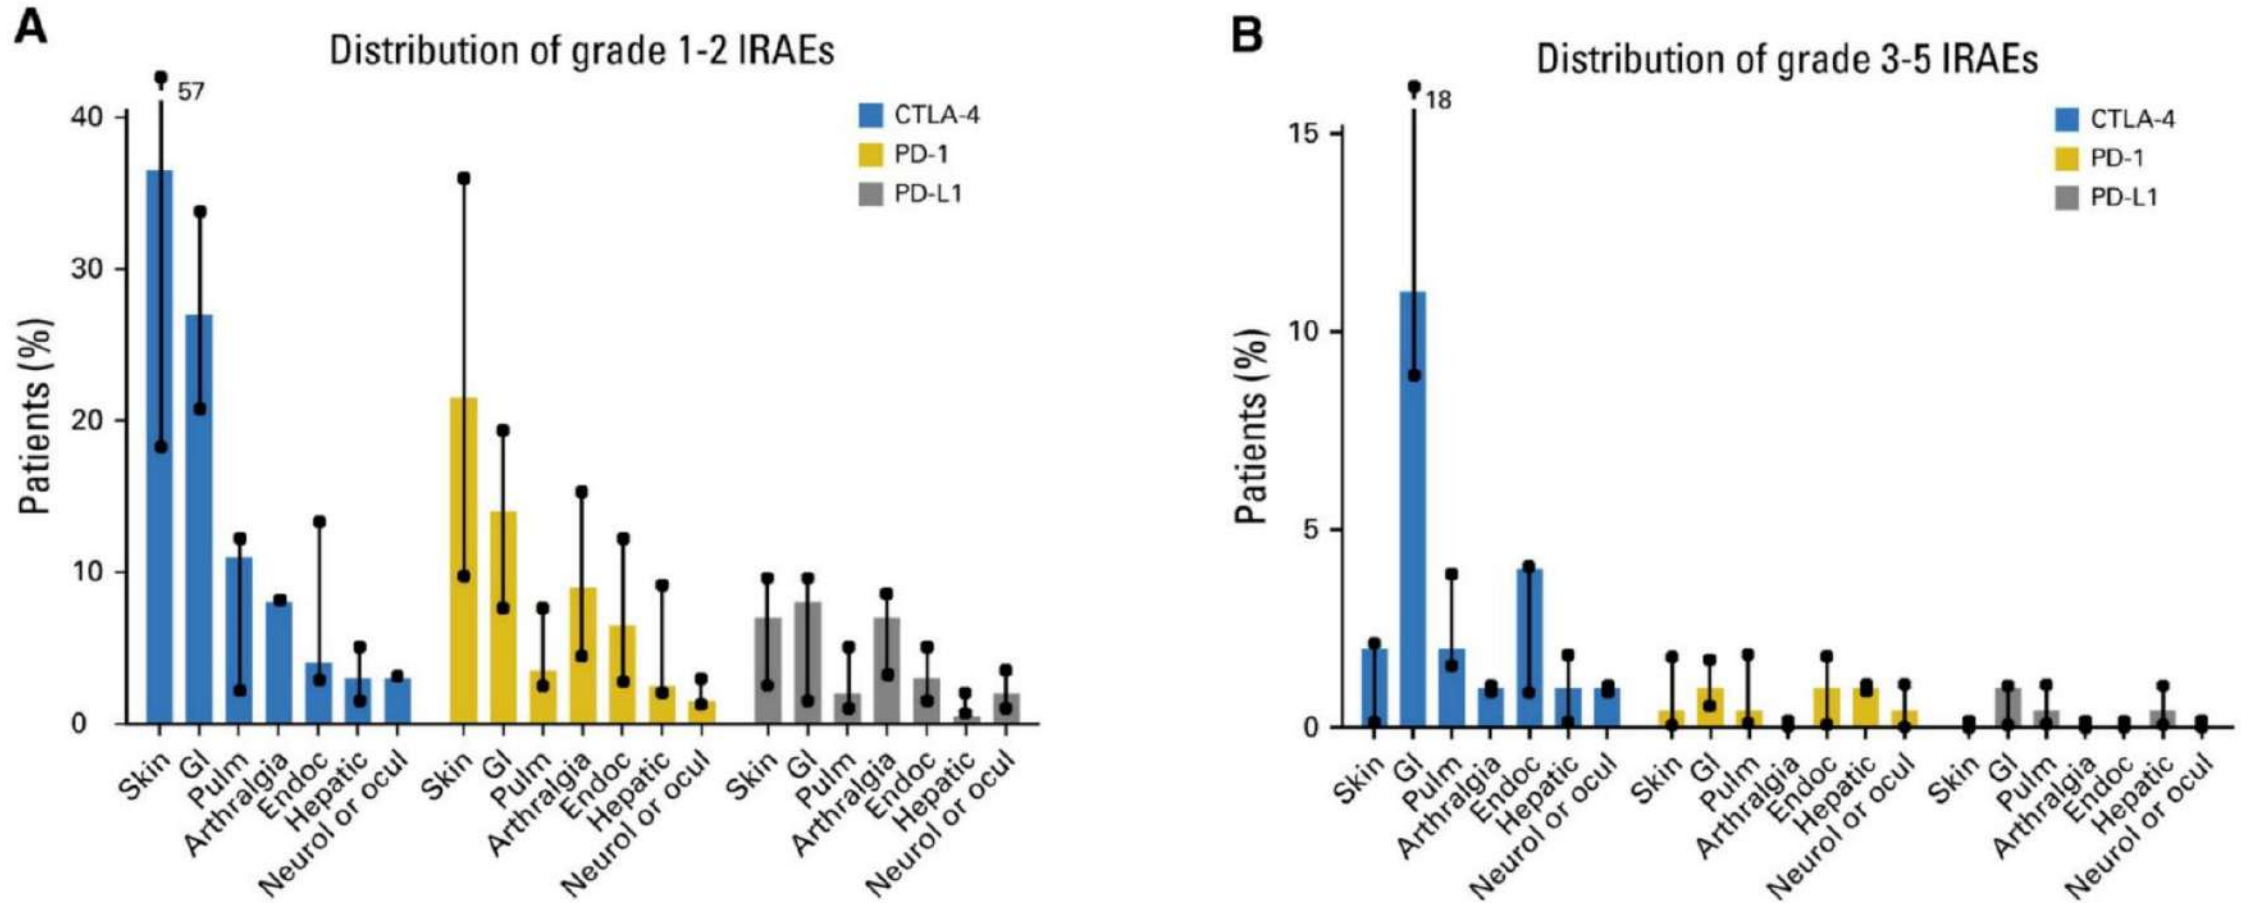 A
Distribution of grade 1-2 IRAEs
57
CTLA-4
PD-1
PD-L1
Patients (%)
40
30
20
10
0
Skin
GI
Pulm
Arthralgia
Endoc
Hepatic
Neurol or ocul
Skin
GI
Pulm
Arthralgia
Endoc
Hepatic
Neurol or ocul
Skin
GI
Pulm
Arthralgia
Endoc
Hepatic
Neurol or ocul
B
Distribution of grade 3-5 IRAEs
18
CTLA-4
PD-1
PD-L1
Patients (%)
15
10
5
0
Skin
GI
Pulm
Arthralgia
Endoc
Hepatic
Neurol or ocul
Skin
GI
Pulm
Arthralgia
Endoc
Hepatic
Neurol or ocul
Skin
GI
Pulm
Arthralgia
Endoc
Hepatic
Neurol or ocul